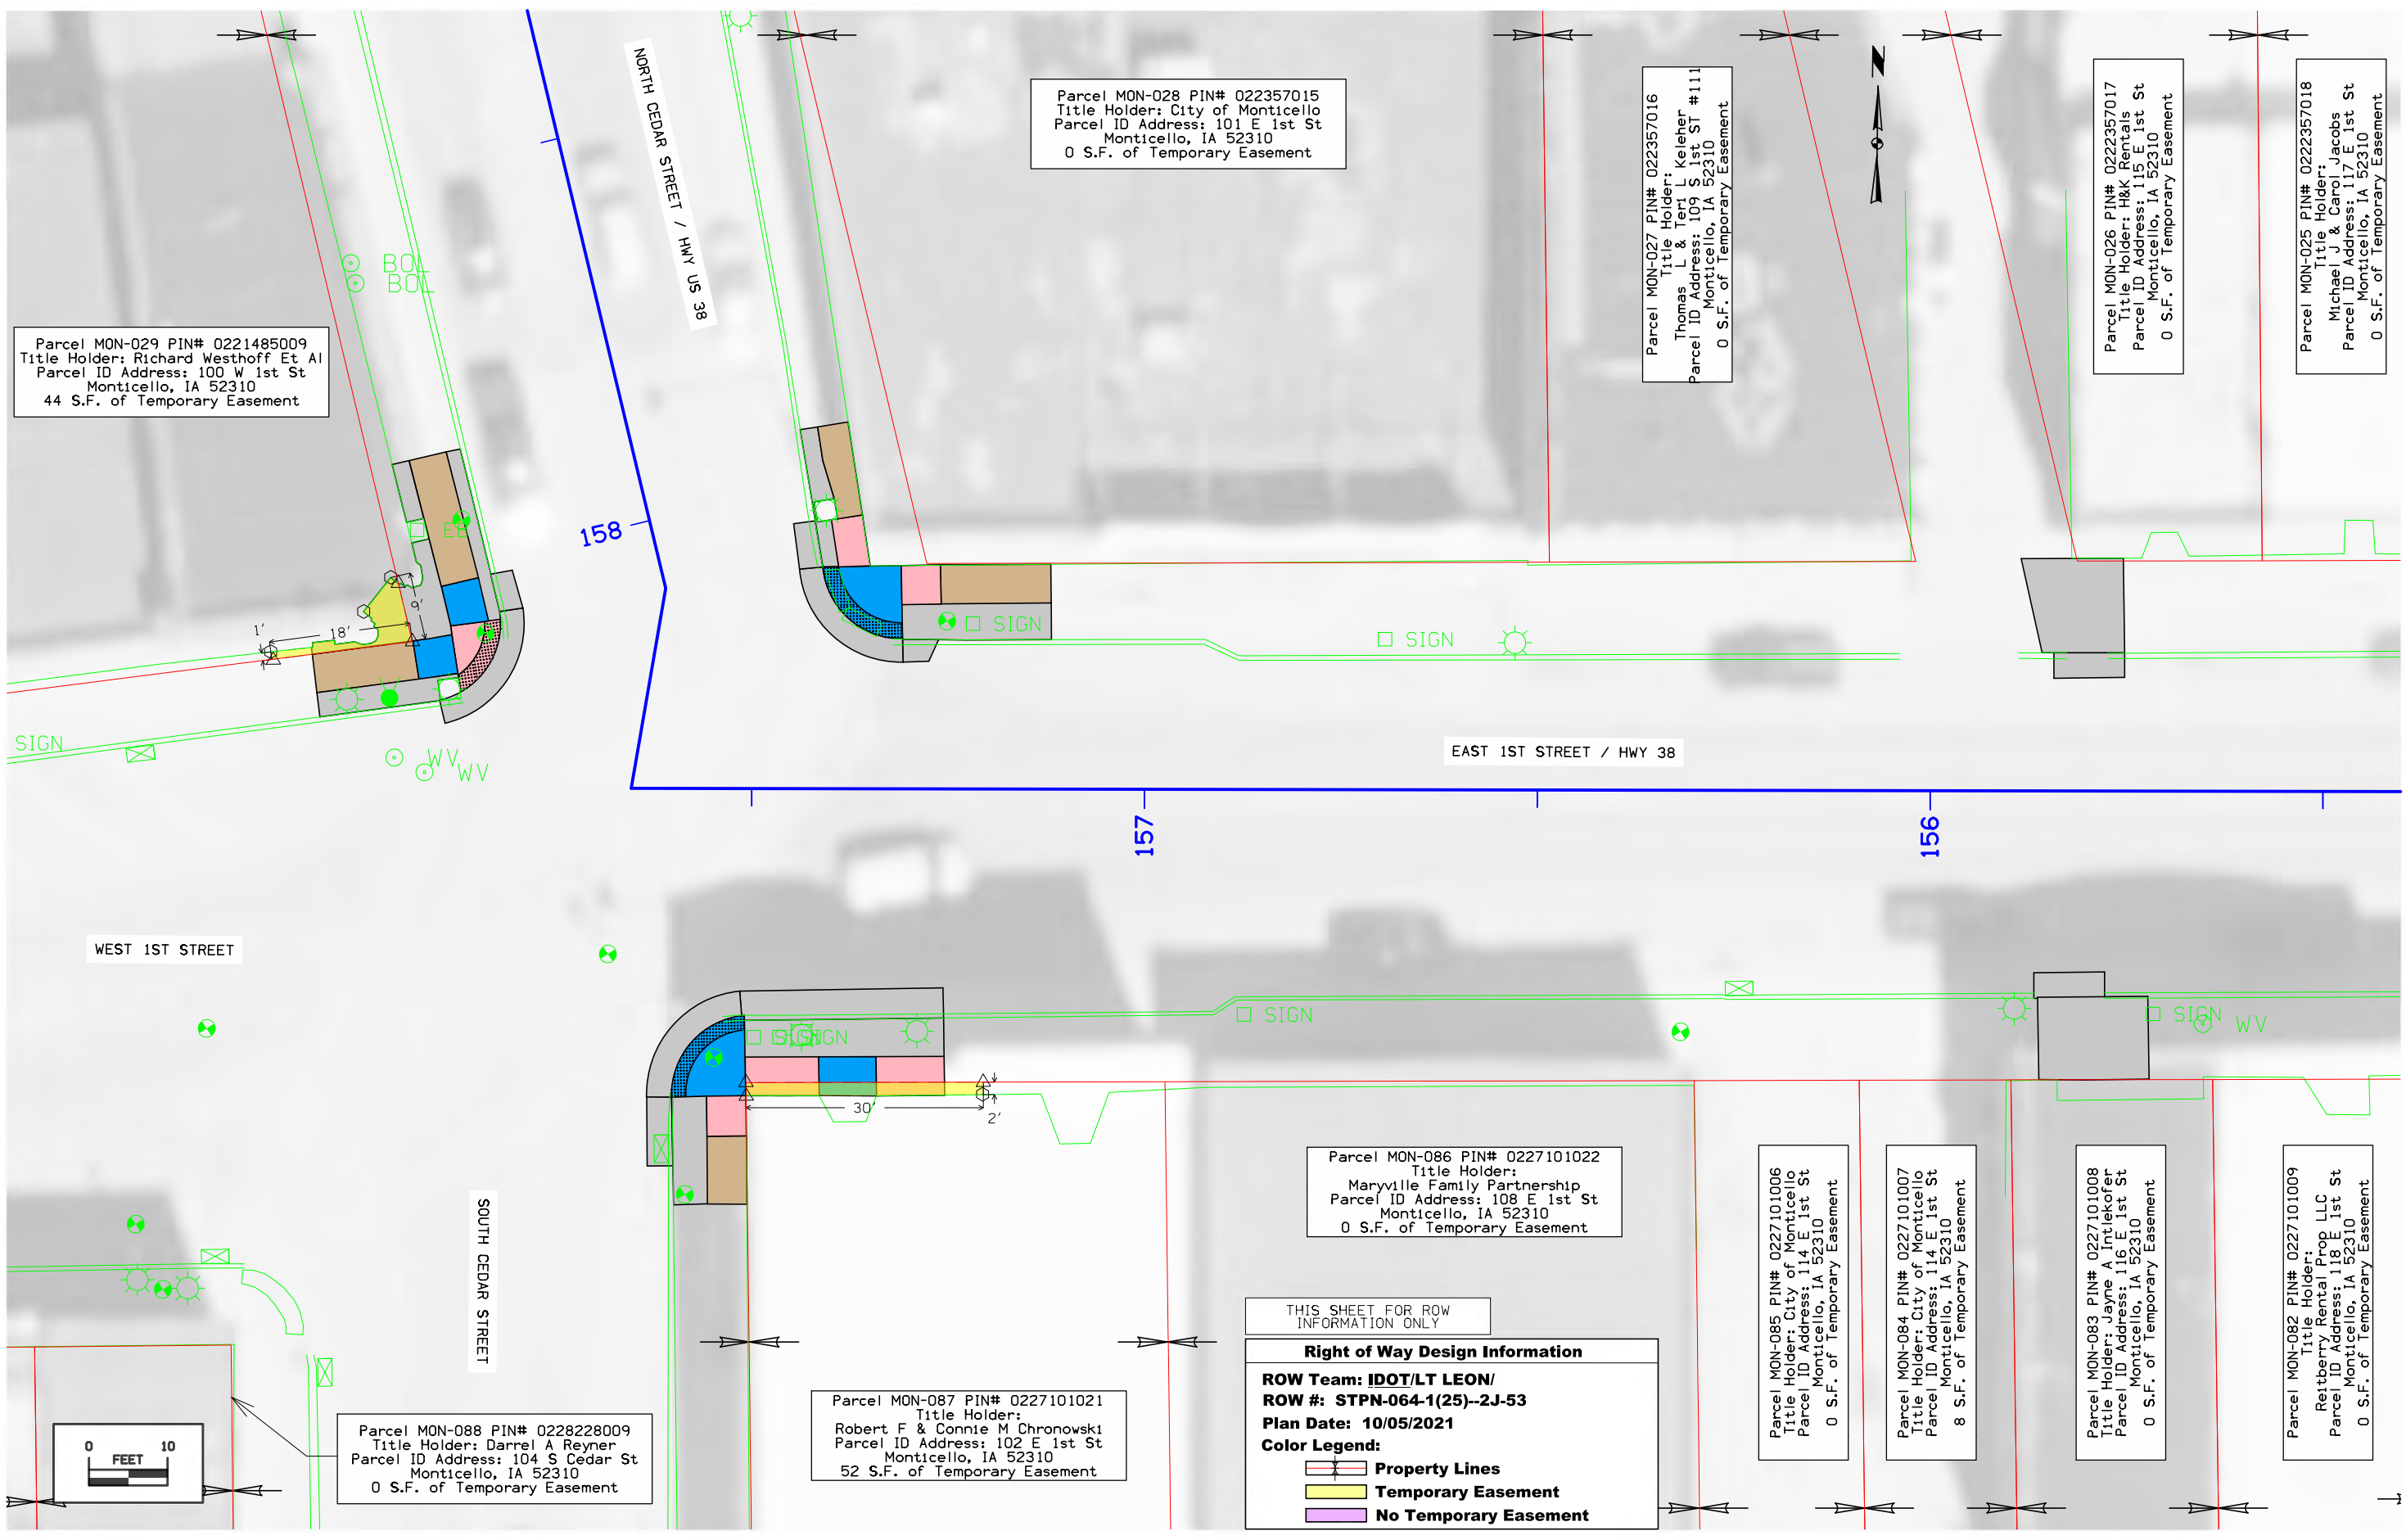 NORTH CEDAR STREET / HWY US 38
Parcel MON-028 PIN# 022357015
Title Holder: City of Monticello
Parcel ID Address: 101 E 1st St
Monticello, IA 52310
0 S.F. of Temporary Easement
Parcel MON-027 PIN# 022357016
Title Holder:
Thomas L & Teri L Keleher
Parcel ID Address: 109 S 1st ST #111
Monticello, IA 52310
0 S.F. of Temporary Easement
N
Parcel MON-026 PIN# 0222357017
Title Holder: H&K Rentals
Parcel ID Address: 115 E 1st St
Monticello, IA 52310
0 S.F. of Temporary Easement
Parcel MON-025 PIN# 0222357018
Title Holder:
Michael J & Carol Jacobs
Parcel ID Address: 117 E 1st St
Monticello, IA 52310
0 S.F. of Temporary Easement
BOL
BOL
Parcel MON-029 PIN# 0221485009
Title Holder: Richard Westhoff Et Al
Parcel ID Address: 100 W 1st St
Monticello, IA 52310
44 S.F. of Temporary Easement
158
EB
9'
1'
18'
SIGN
SIGN
SIGN
WV
WV
EAST 1ST STREET / HWY 38
157
156
WEST 1ST STREET
SIGN
SIGN
SIGN
SIGN
WV
30'
2'
SOUTH CEDAR STREET
Parcel MON-086 PIN# 0227101022
Title Holder:
Maryville Family Partnership
Parcel ID Address: 108 E 1st St
Monticello, IA 52310
0 S.F. of Temporary Easement
Parcel MON-085 PIN# 0227101006
Title Holder: City of Monticello
Parcel ID Address: 114 E 1st St
Monticello, IA 52310
0 S.F. of Temporary Easement
Parcel MON-084 PIN# 0227101007
Title Holder: City of Monticello
Parcel ID Address: 114 E 1st St
Monticello, IA 52310
8 S.F. of Temporary Easement
Parcel MON-083 PIN# 0227101008
Title Holder: Jayne A Intlekofer
Parcel ID Address: 116 E 1st St
Monticello, IA 52310
0 S.F. of Temporary Easement
Parcel MON-082 PIN# 0227101009
Title Holder:
Reitberry Rental Prop LLC
Parcel ID Address: 118 E 1st St
Monticello, IA 52310
0 S.F. of Temporary Easement
THIS SHEET FOR ROW
INFORMATION ONLY
Right of Way Design Information
ROW Team: IDOT/LT LEON/
ROW #: STPN-064-1(25)--2J-53
Plan Date: 10/05/2021
Color Legend:
Property Lines
Temporary Easement
No Temporary Easement
Parcel MON-087 PIN# 0227101021
Title Holder:
Robert F & Connie M Chronowski
Parcel ID Address: 102 E 1st St
Monticello, IA 52310
52 S.F. of Temporary Easement
Parcel MON-088 PIN# 0228228009
Title Holder: Darrel A Reyner
Parcel ID Address: 104 S Cedar St
Monticello, IA 52310
0 S.F. of Temporary Easement
0 10
FEET